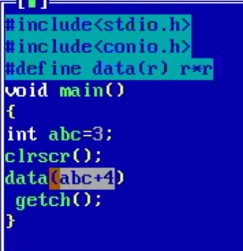 #include<stdio.h>
#include<conio.h>
#define data(r) r*r
void main()
{
int abc=3;
clrscr();
data(abc+4)
getch();
}